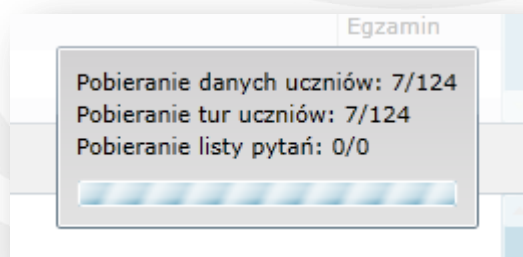 Egzamin
Pobieranie danych uczniów: 7/124
Pobieranie tur uczniów: 7/124
Pobieranie listy pytań: 0/0